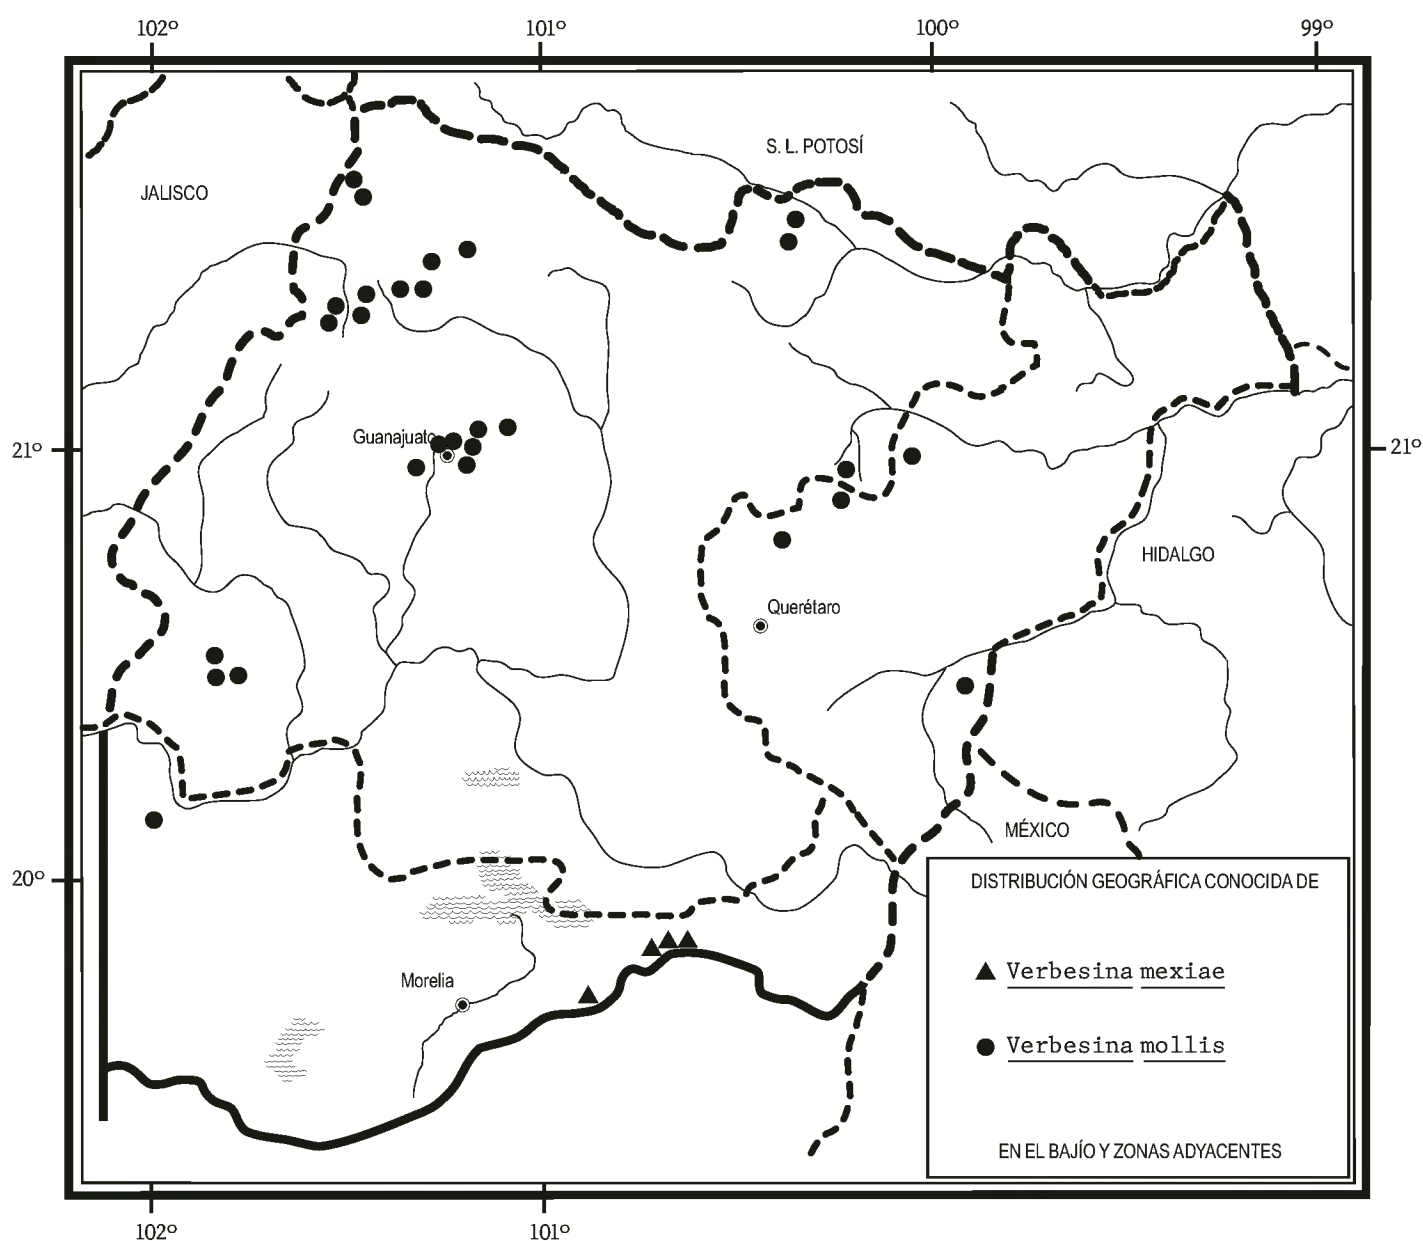 102º 101º 100º 99º
S. L. POTOSÍ
JALISCO
Guanajuato
21º 21º
HIDALGO
Querétaro
MÉXICO
20º
DISTRIBUCIÓN GEOGRÁFICA CONOCIDA DE
Verbesina mexiae
Morelia
Verbesina mollis
EN EL BAJÍO Y ZONAS ADYACENTES
102º 101º